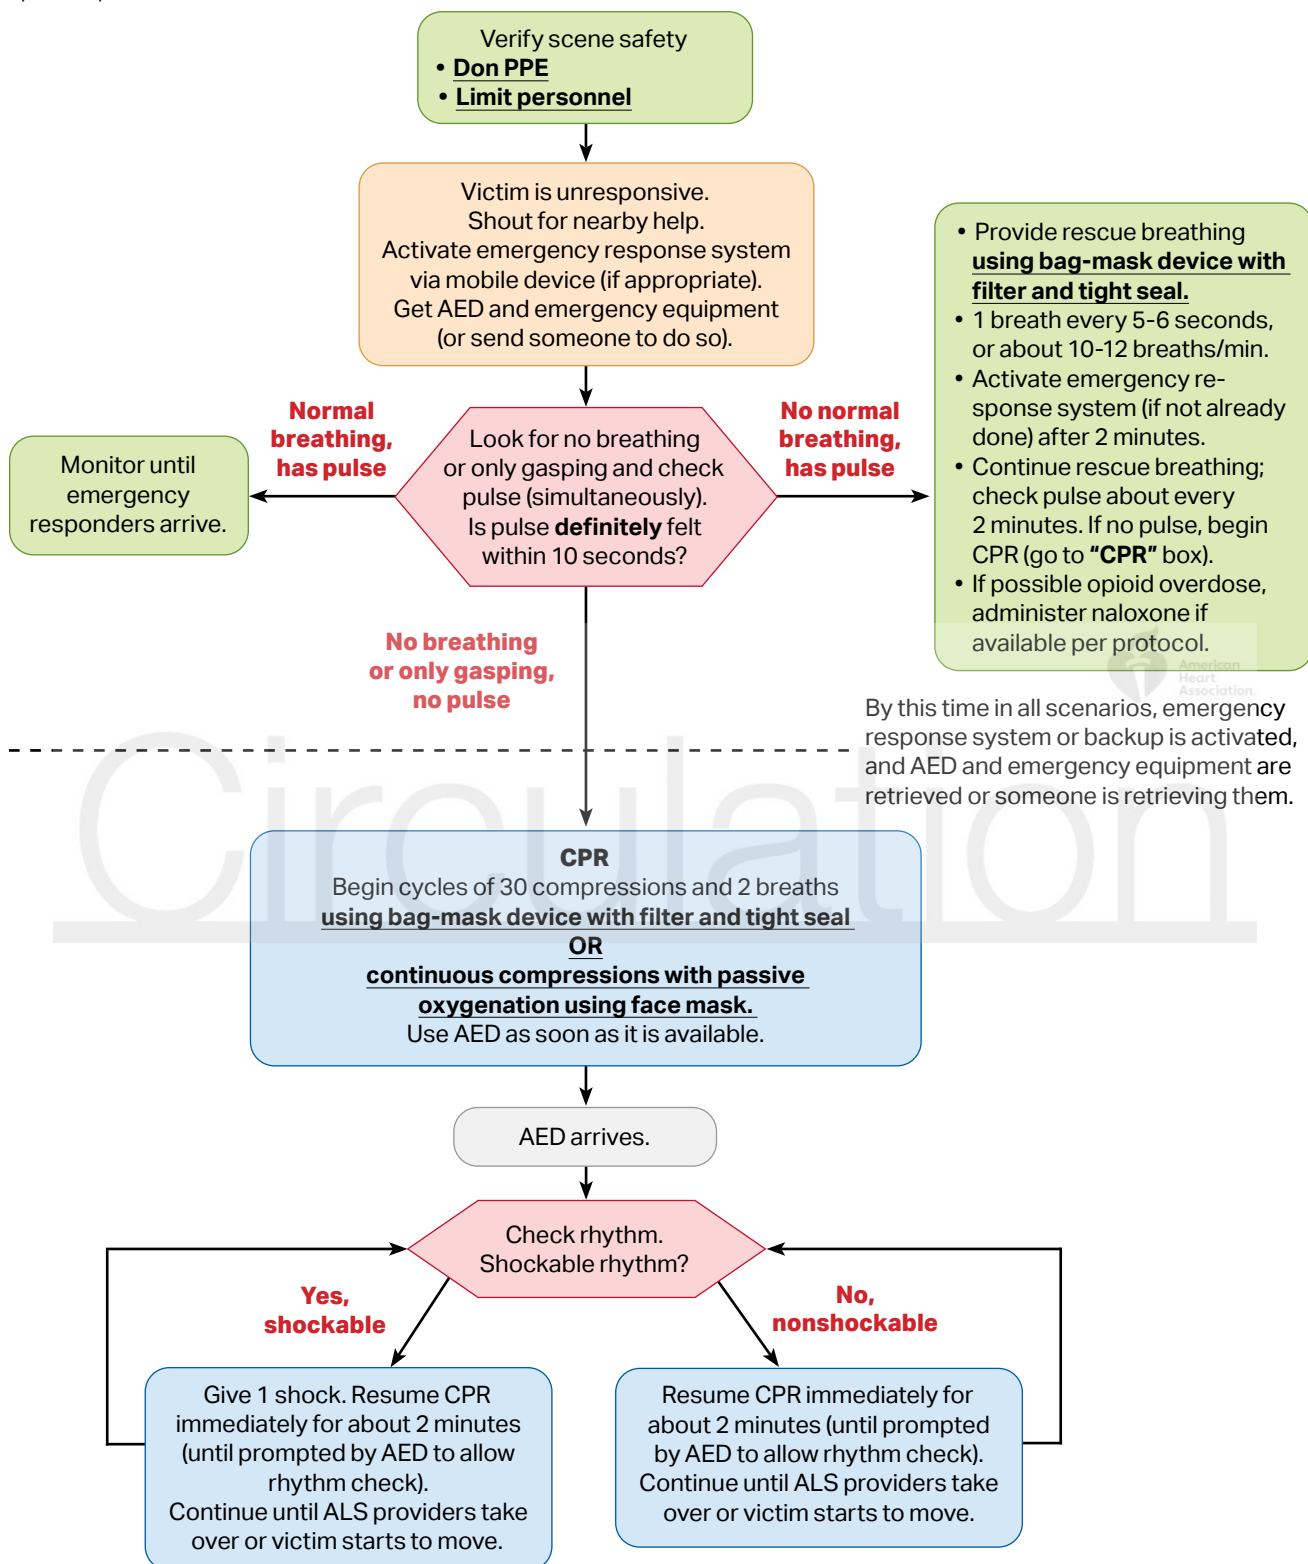 Verify scene safety
• Don PPE
• Limit personnel
Victim is unresponsive.
Shout for nearby help.
Activate emergency response system
via mobile device (if appropriate).
Get AED and emergency equipment
(or send someone to do so).
Normal
breathing,
has pulse
Look for no breathing
or only gasping and check
pulse (simultaneously).
Is pulse definitely felt
within 10 seconds?
No normal
breathing,
has pulse
Monitor until
emergency
responders arrive.
• Provide rescue breathing
using bag-mask device with
filter and tight seal.
• 1 breath every 5-6 seconds,
or about 10-12 breaths/min.
• Activate emergency re-
sponse system (if not already
done) after 2 minutes.
• Continue rescue breathing;
check pulse about every
2 minutes. If no pulse, begin
CPR (go to "CPR" box).
• If possible opioid overdose,
administer naloxone if
available per protocol.
American
Heart
Association.
No breathing
or only gasping,
no pulse
By this time in all scenarios, emergency
response system or backup is activated,
and AED and emergency equipment are
retrieved or someone is retrieving them.
Circulation
CPR
Begin cycles of 30 compressions and 2 breaths
using bag-mask device with filter and tight seal
OR
continuous compressions with passive
oxygenation using face mask.
Use AED as soon as it is available.
AED arrives.
Check rhythm.
Shockable rhythm?
Yes,
shockable
No,
nonshockable
Give 1 shock. Resume CPR
immediately for about 2 minutes
(until prompted by AED to allow
rhythm check).
Continue until ALS providers take
over or victim starts to move.
Resume CPR immediately for
about 2 minutes (until prompted
by AED to allow rhythm check).
Continue until ALS providers take
over or victim starts to move.